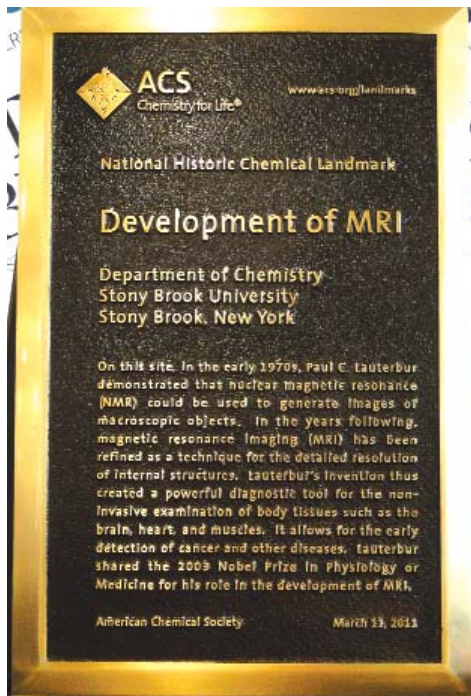 ACS
Chemistry for Life®
www.acs.org/landmarks
National Historic Chemical Landmark
Development of MRI
Department of Chemistry
Stony Brook University
Stony Brook, New York
On this site, in the early 1970s, Paul C. Lauterbur
demonstrated that nuclear magnetic resonance
(NMR) could be used to generate images of
macroscopic objects. In the years following,
magnetic resonance imaging (MRI) has been
refined as a technique for the detailed resolution
of internal structures. Lauterbur's invention thus
created a powerful diagnostic tool for the non-
invasive examination of body tissues such as the
brain, heart, and muscles. It allows for the early
detection of cancer and other diseases. Lauterbur
shared the 2003 Nobel Prize in Physiology or
Medicine for his role in the development of MRI.
American Chemical Society
March 11, 2011